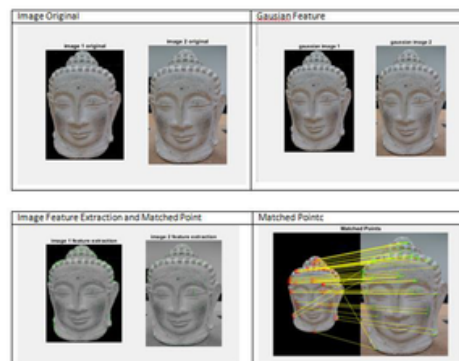 Image Original
Gausian Feature
image 1 original
image 2 original
gaussian image 1
gaussian image 2
Image Feature Extraction and Matched Point
Matched Pointc
image 1 feature extraction
image 2 feature extraction
Matched Points